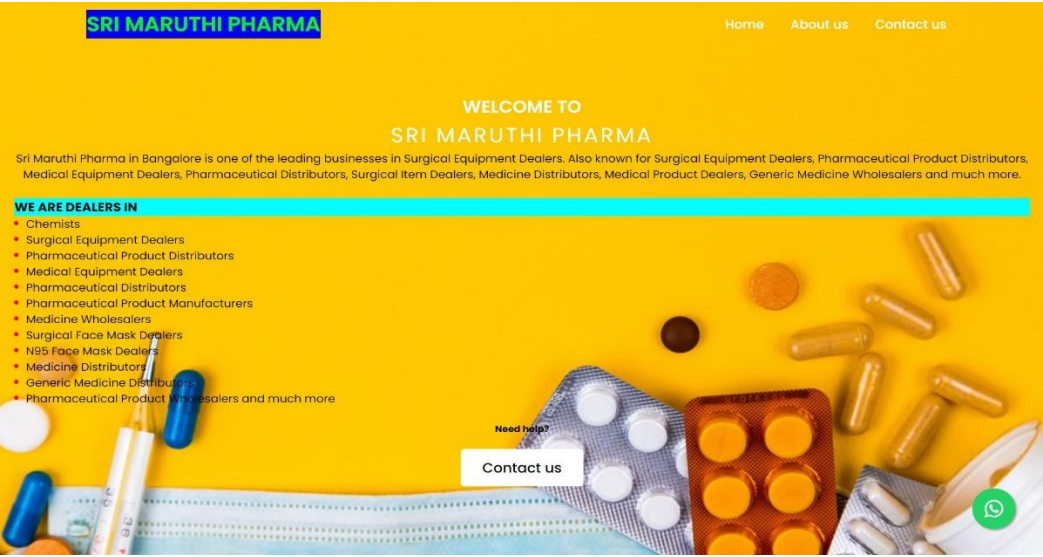 SRI MARUTHI PHARMA
Home About us Contact us
WELCOME TO
SRI MARUTHI PHARMA
Sri Maruthi Pharma in Bangalore is one of the leading businesses in Surgical Equipment Dealers. Also known for Surgical Equipment Dealers, Pharmaceutical Product Distributors,
Medical Equipment Dealers, Pharmaceutical Distributors, Surgical Item Dealers, Medicine Distributors, Medical Product Dealers, Generic Medicine Wholesalers and much more.
WE ARE DEALERS IN
Chemists
Surgical Equipment Dealers
Pharmaceutical Product Distributors
Medical Equipment Dealers
Pharmaceutical Distributors
Pharmaceutical Product Manufacturers
Medicine Wholesalers
Surgical Face Mask Dealers
N95 Face Mask Dealers
Medicine Distributors
Generic Medicine Distributors
Pharmaceutical Product Wholesalers and much more
Need help?
Contact us